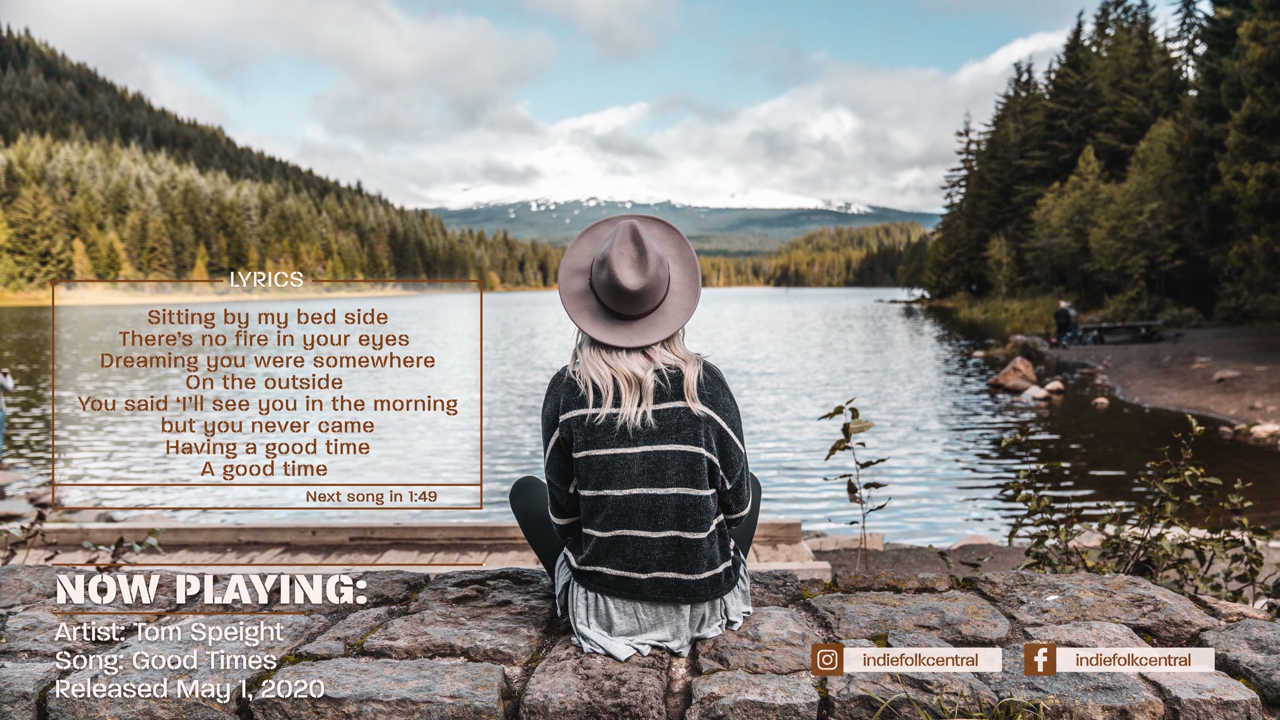 LYRICS
Sitting by my bed side
There's no fire in your eyes
Dreaming you were somewhere
On the outside
You said ‘I’ll see you in the morning
but you never came
Having a good time
A good time
Next song in 1:49
NOW PLAYING:
Artist: Tom Speight
Song: Good Times
Released May 1, 2020
indiefolkcentral
indiefolkcentral